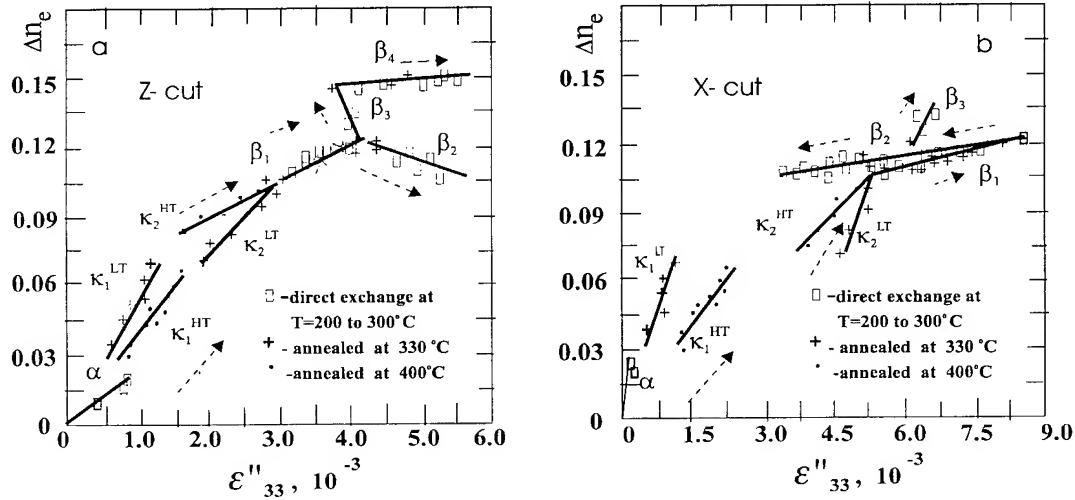 Δnₑ
a
Z- cut
β₄
β₃
β₁
β₂
κ₂ᴴᵀ
κ₂ᴸᵀ
κ₁ᴸᵀ
κ₁ᴴᵀ
α
-direct exchange at
T=200 to 300°C
- annealed at 330 °C
-annealed at 400°C
0.15
0.12
0.09
0.06
0.03
0
0 1.0 2.0 3.0 4.0 5.0 6.0
ε''₃₃, 10⁻³
Δnₑ
b
X- cut
β₃
β₂
β₁
κ₂ᴴᵀ
κ₂ᴸᵀ
κ₁ᴸᵀ
κ₁ᴴᵀ
α
-direct exchange at
T=200 to 300°C
- annealed at 330 °C
-annealed at 400°C
0.15
0.12
0.09
0.06
0.03
0
0 3.0 4.5 6.0 7.5 9.0
ε''₃₃, 10⁻³